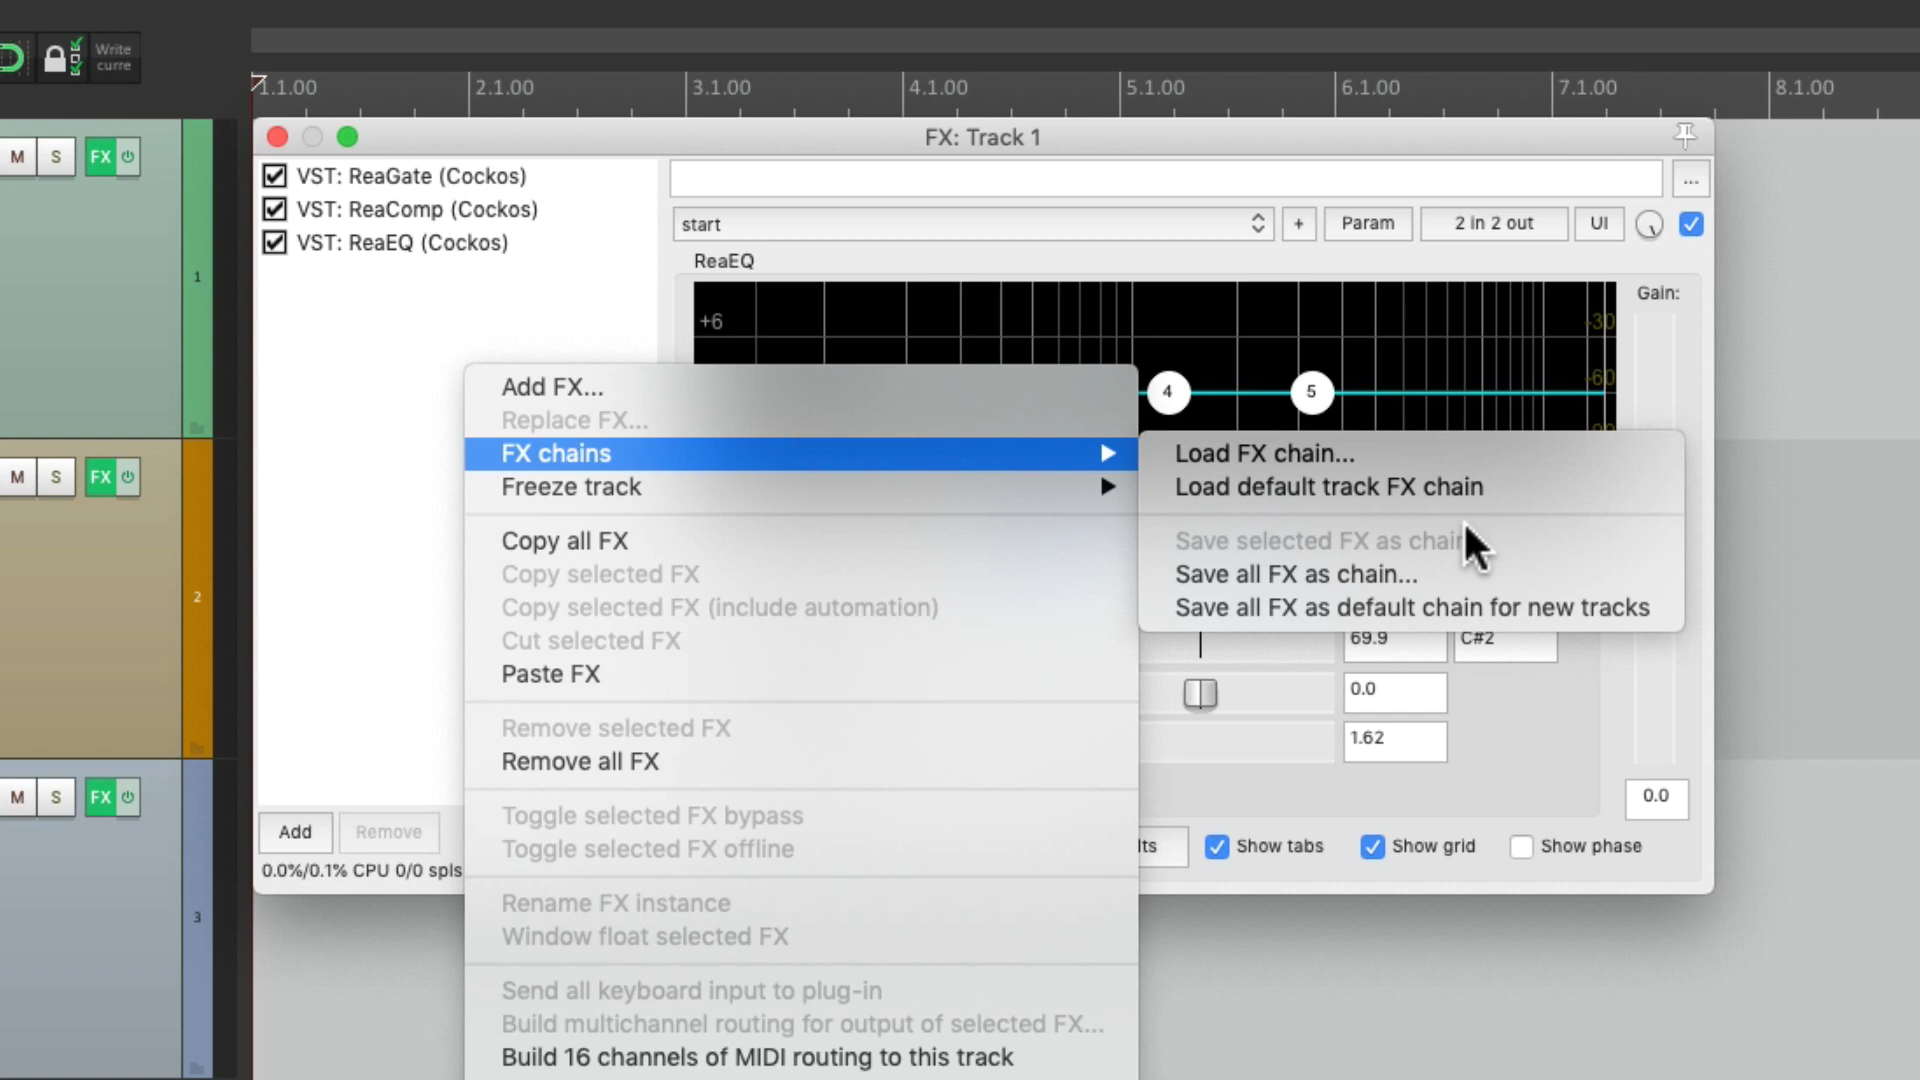 Write
curre
1.1.00 2.1.00 3.1.00 4.1.00 5.1.00 6.1.00 7.1.00 8.1.00
FX: Track 1
M S FX
VST: ReaGate (Cockos)
...
VST: ReaComp (Cockos)
start + Param 2 in 2 out UI
VST: ReaEQ (Cockos)
ReaEQ
1
Gain:
+6 -30
-60
4 5
-90
Add FX...
Replace FX...
FX chains
Freeze track
Copy all FX
Copy selected FX
Copy selected FX (include automation)
Cut selected FX
Paste FX
Remove selected FX
Remove all FX
Toggle selected FX bypass
Toggle selected FX offline
Rename FX instance
Window float selected FX
Send all keyboard input to plug-in
Build multichannel routing for output of selected FX...
Build 16 channels of MIDI routing to this track
Load FX chain...
Load default track FX chain
Save selected FX as chain
Save all FX as chain...
Save all FX as default chain for new tracks
M S FX
2
69.9 C#2
0.0
1.62
0.0
M S FX
3
Add Remove
lts Show tabs Show grid Show phase
0.0%/0.1% CPU 0/0 spls